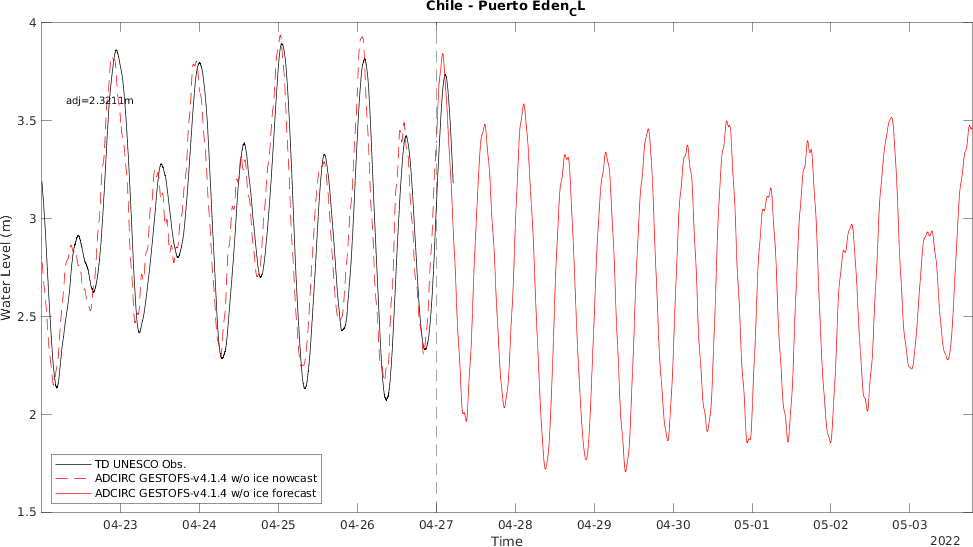 Chile - Puerto Eden_CL
4
3.5
3
2.5
2
1.5
Water Level (m)
adj=2.3211m
TD UNESCO Obs.
ADCIRC GESTOFS-v4.1.4 w/o ice nowcast
ADCIRC GESTOFS-v4.1.4 w/o ice forecast
04-23 04-24 04-25 04-26 04-27 04-28 04-29 04-30 05-01 05-02 05-03
Time
2022